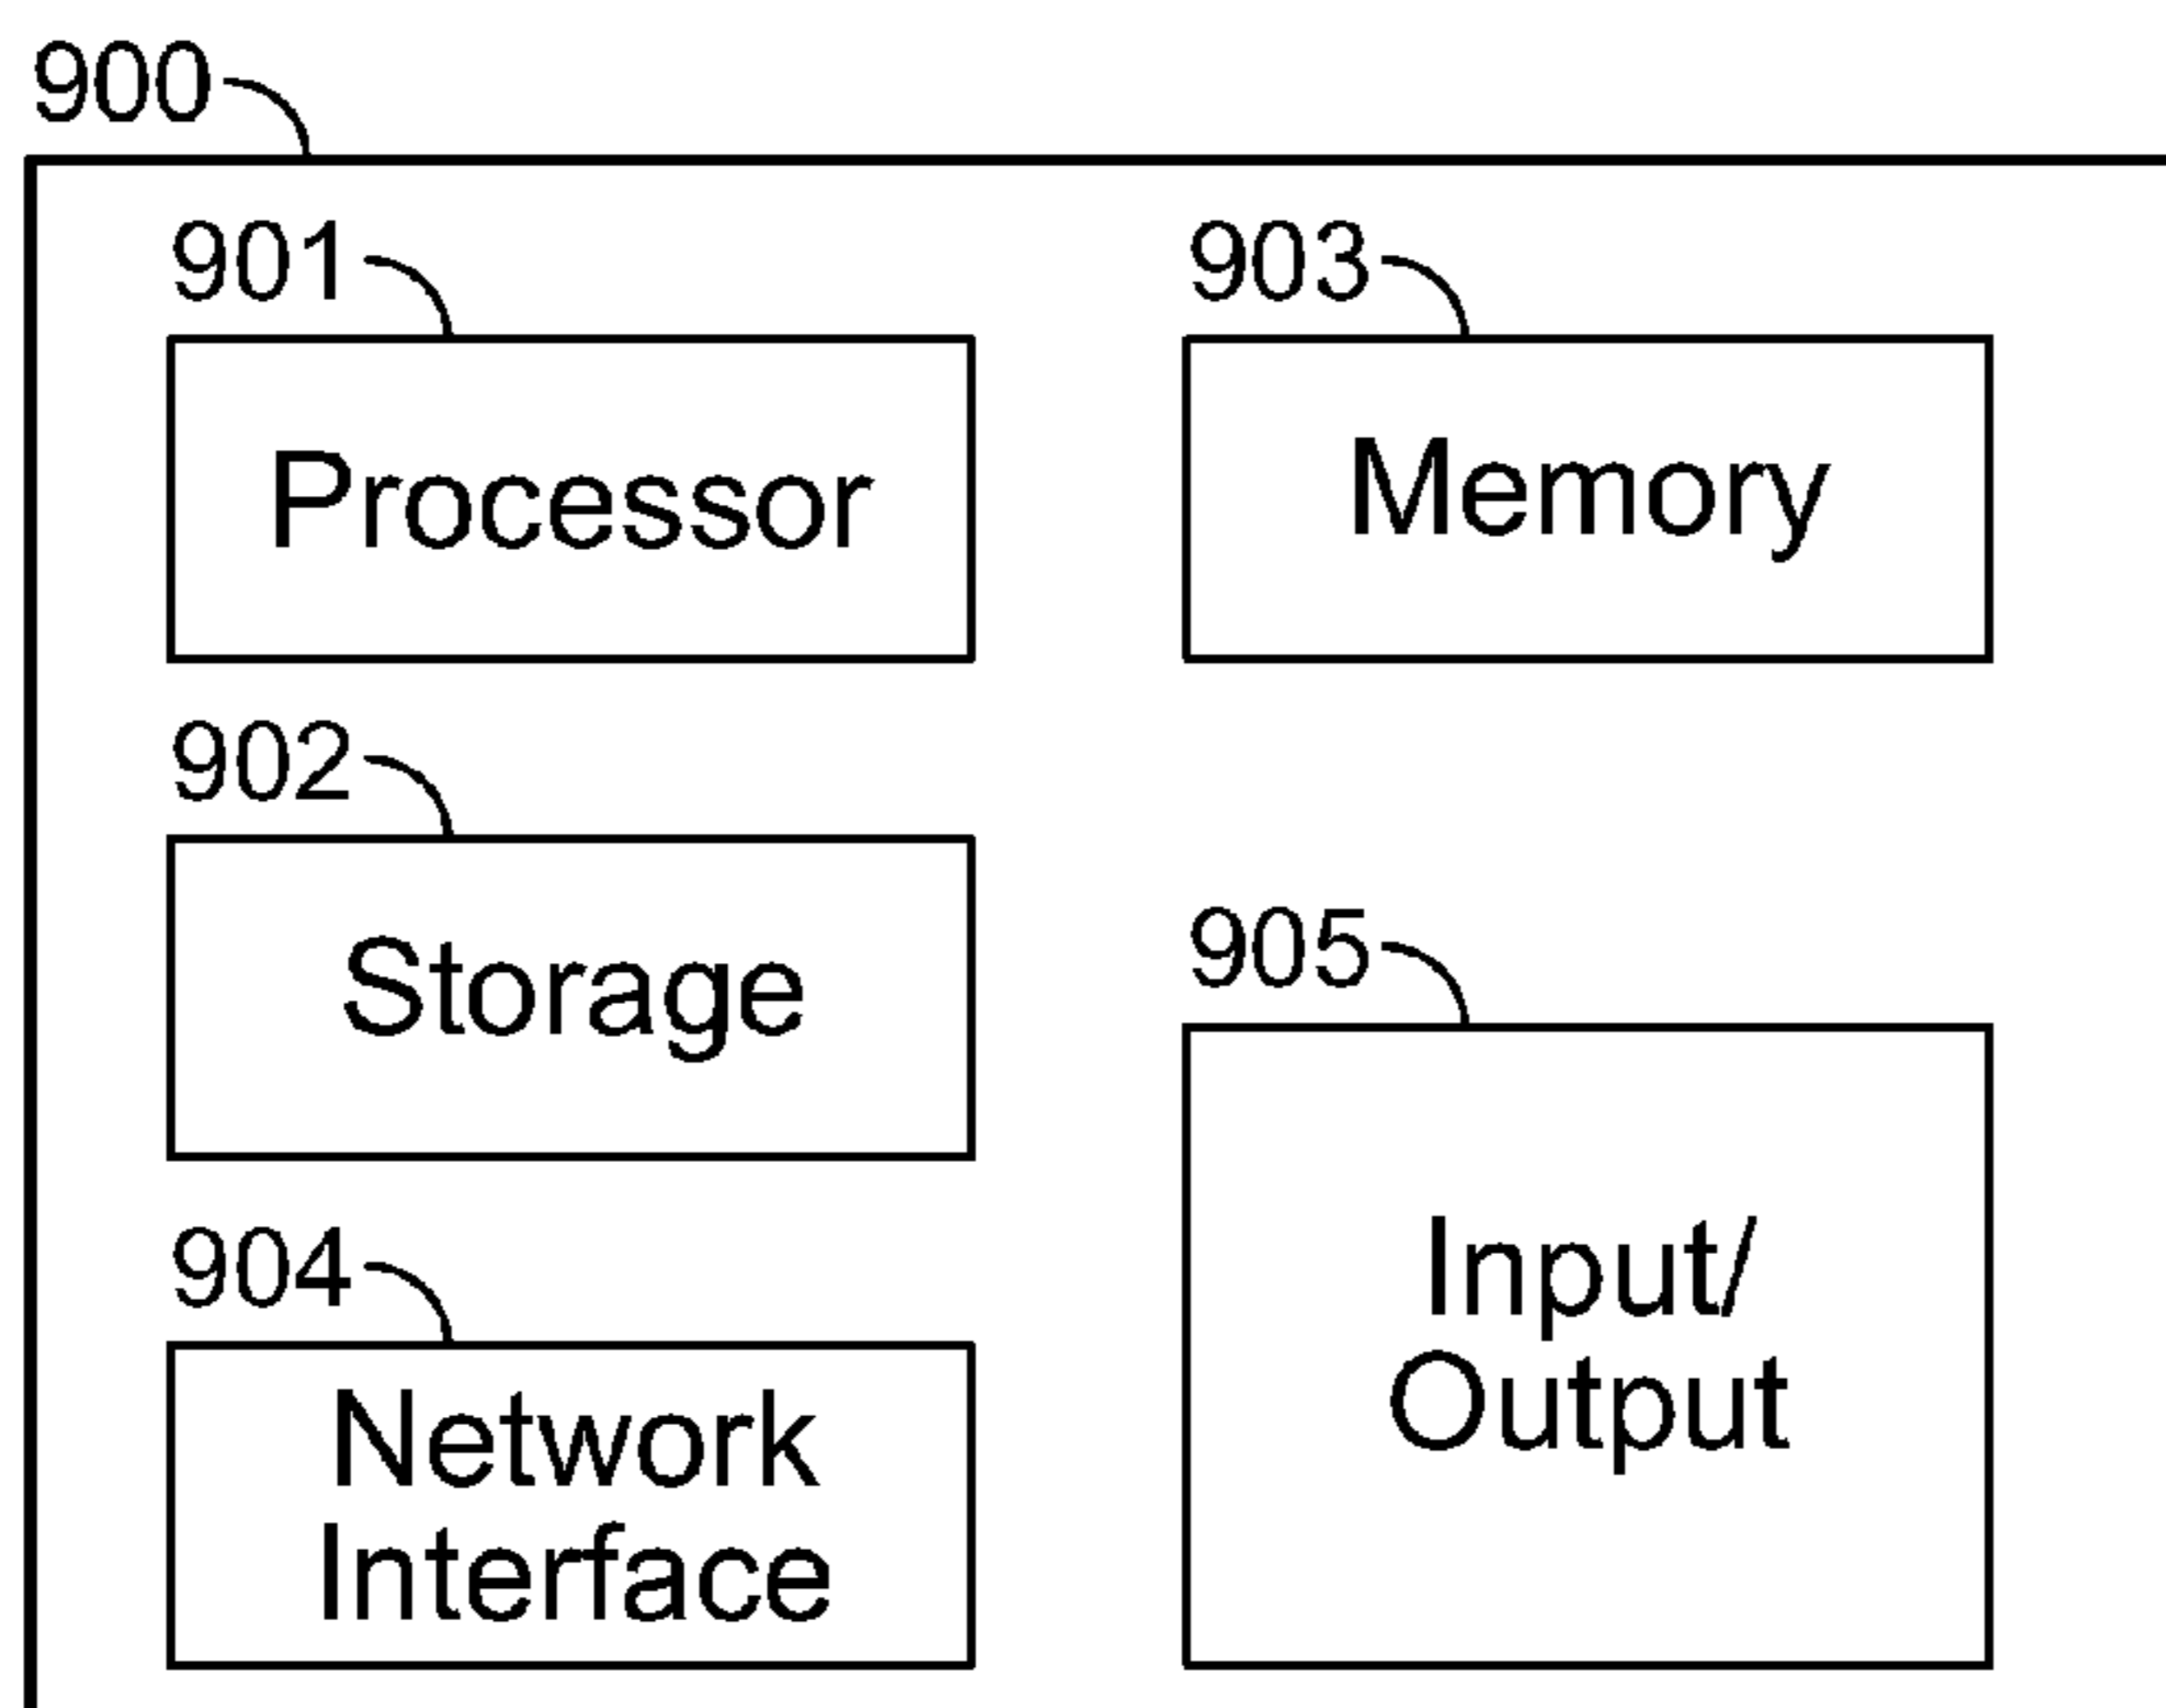 900
901
Processor
903
Memory
902
Storage
905
Input/
Output
904
Network
Interface